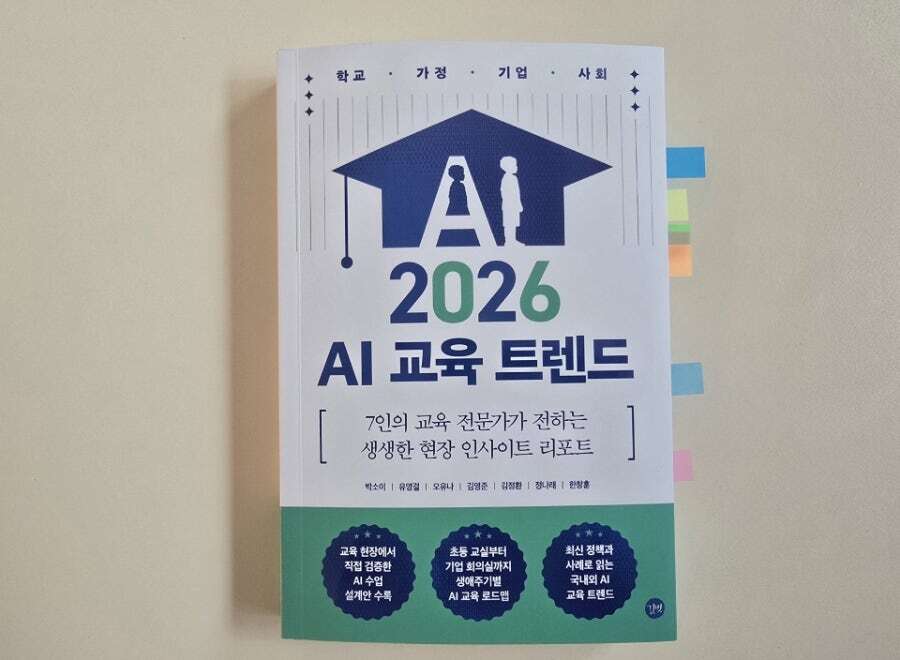 학교 · 가정 · 기업 · 사회
AI
2026
AI 교육 트렌드
7인의 교육 전문가가 전하는
생생한 현장 인사이트 리포트
박소이 | 유영걸 | 오유나 | 김영준 | 김정환 | 정나래 | 한창훈
교육 현장에서
직접 검증한
AI 수업
설계안 수록
초등 교실부터
기업 회의실까지
생애주기별
AI 교육 로드맵
최신 정책과
사례로 읽는
국내외 AI
교육 트렌드
길벗